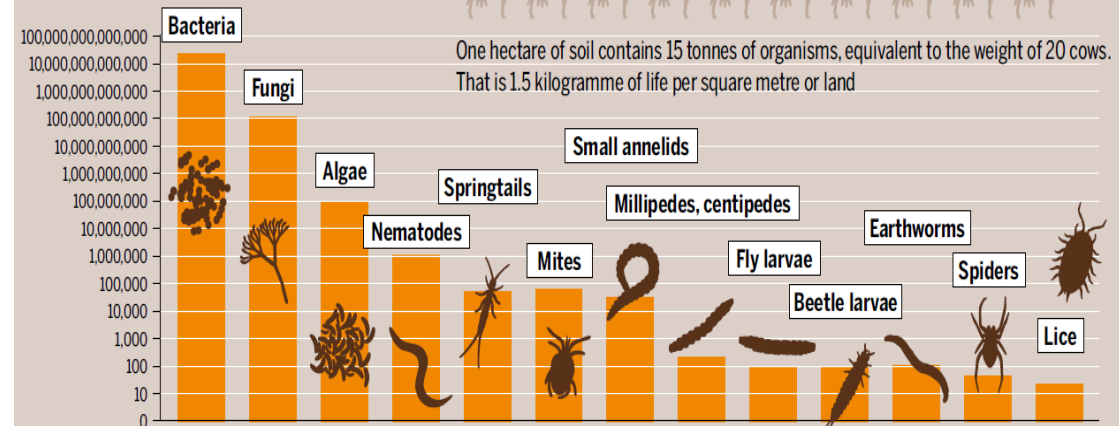 Bacteria
100,000,000,000,000
10,000,000,000,000
1,000,000,000,000
100,000,000,000
10,000,000,000
1,000,000,000
100,000,000
10,000,000
1,000,000
100,000
10,000
1,000
100
10
0
One hectare of soil contains 15 tonnes of organisms, equivalent to the weight of 20 cows.
That is 1.5 kilogramme of life per square metre or land
Fungi
Algae
Nematodes
Springtails
Mites
Small annelids
Millipedes, centipedes
Fly larvae
Beetle larvae
Earthworms
Spiders
Lice